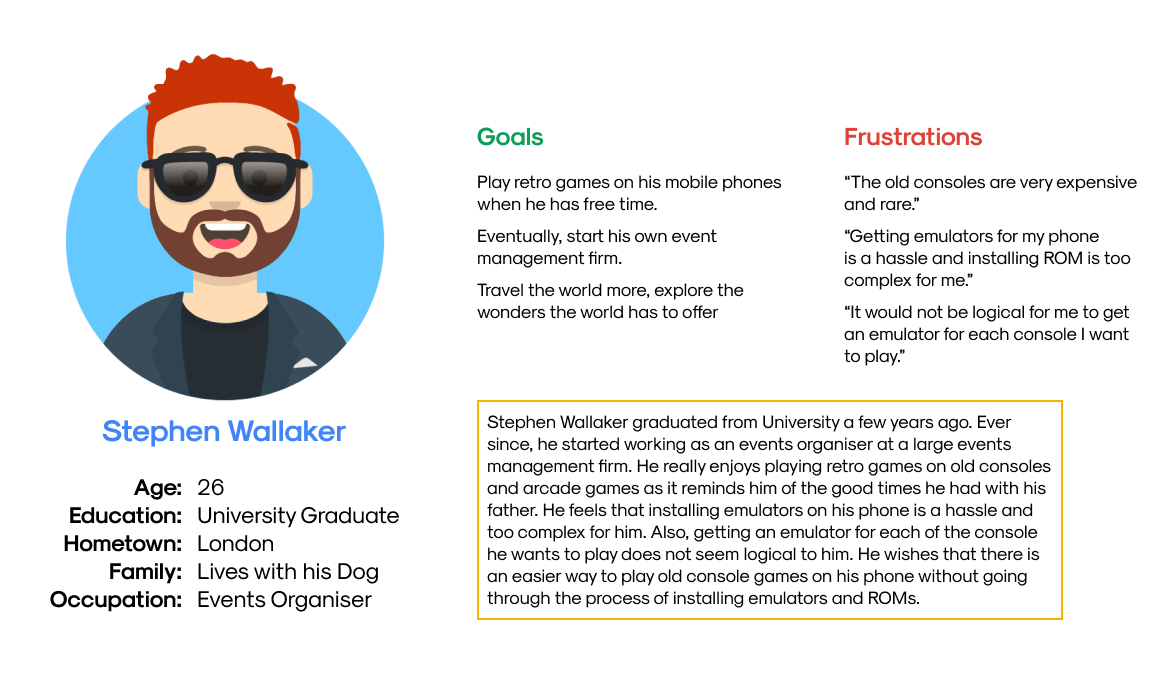 Stephen Wallaker
Age: 26
Education: University Graduate
Hometown: London
Family: Lives with his Dog
Occupation: Events Organiser
Goals
Play retro games on his mobile phones
when he has free time.
Eventually, start his own event
management firm.
Travel the world more, explore the
wonders the world has to offer
Frustrations
“The old consoles are very expensive
and rare.”
“Getting emulators for my phone
is a hassle and installing ROM is too
complex for me.”
“It would not be logical for me to get
an emulator for each console I want
to play.”
Stephen Wallaker graduated from University a few years ago. Ever
since, he started working as an events organiser at a large events
management firm. He really enjoys playing retro games on old consoles
and arcade games as it reminds him of the good times he had with his
father. He feels that installing emulators on his phone is a hassle and
too complex for him. Also, getting an emulator for each of the console
he wants to play does not seem logical to him. He wishes that there is
an easier way to play old console games on his phone without going
through the process of installing emulators and ROMs.